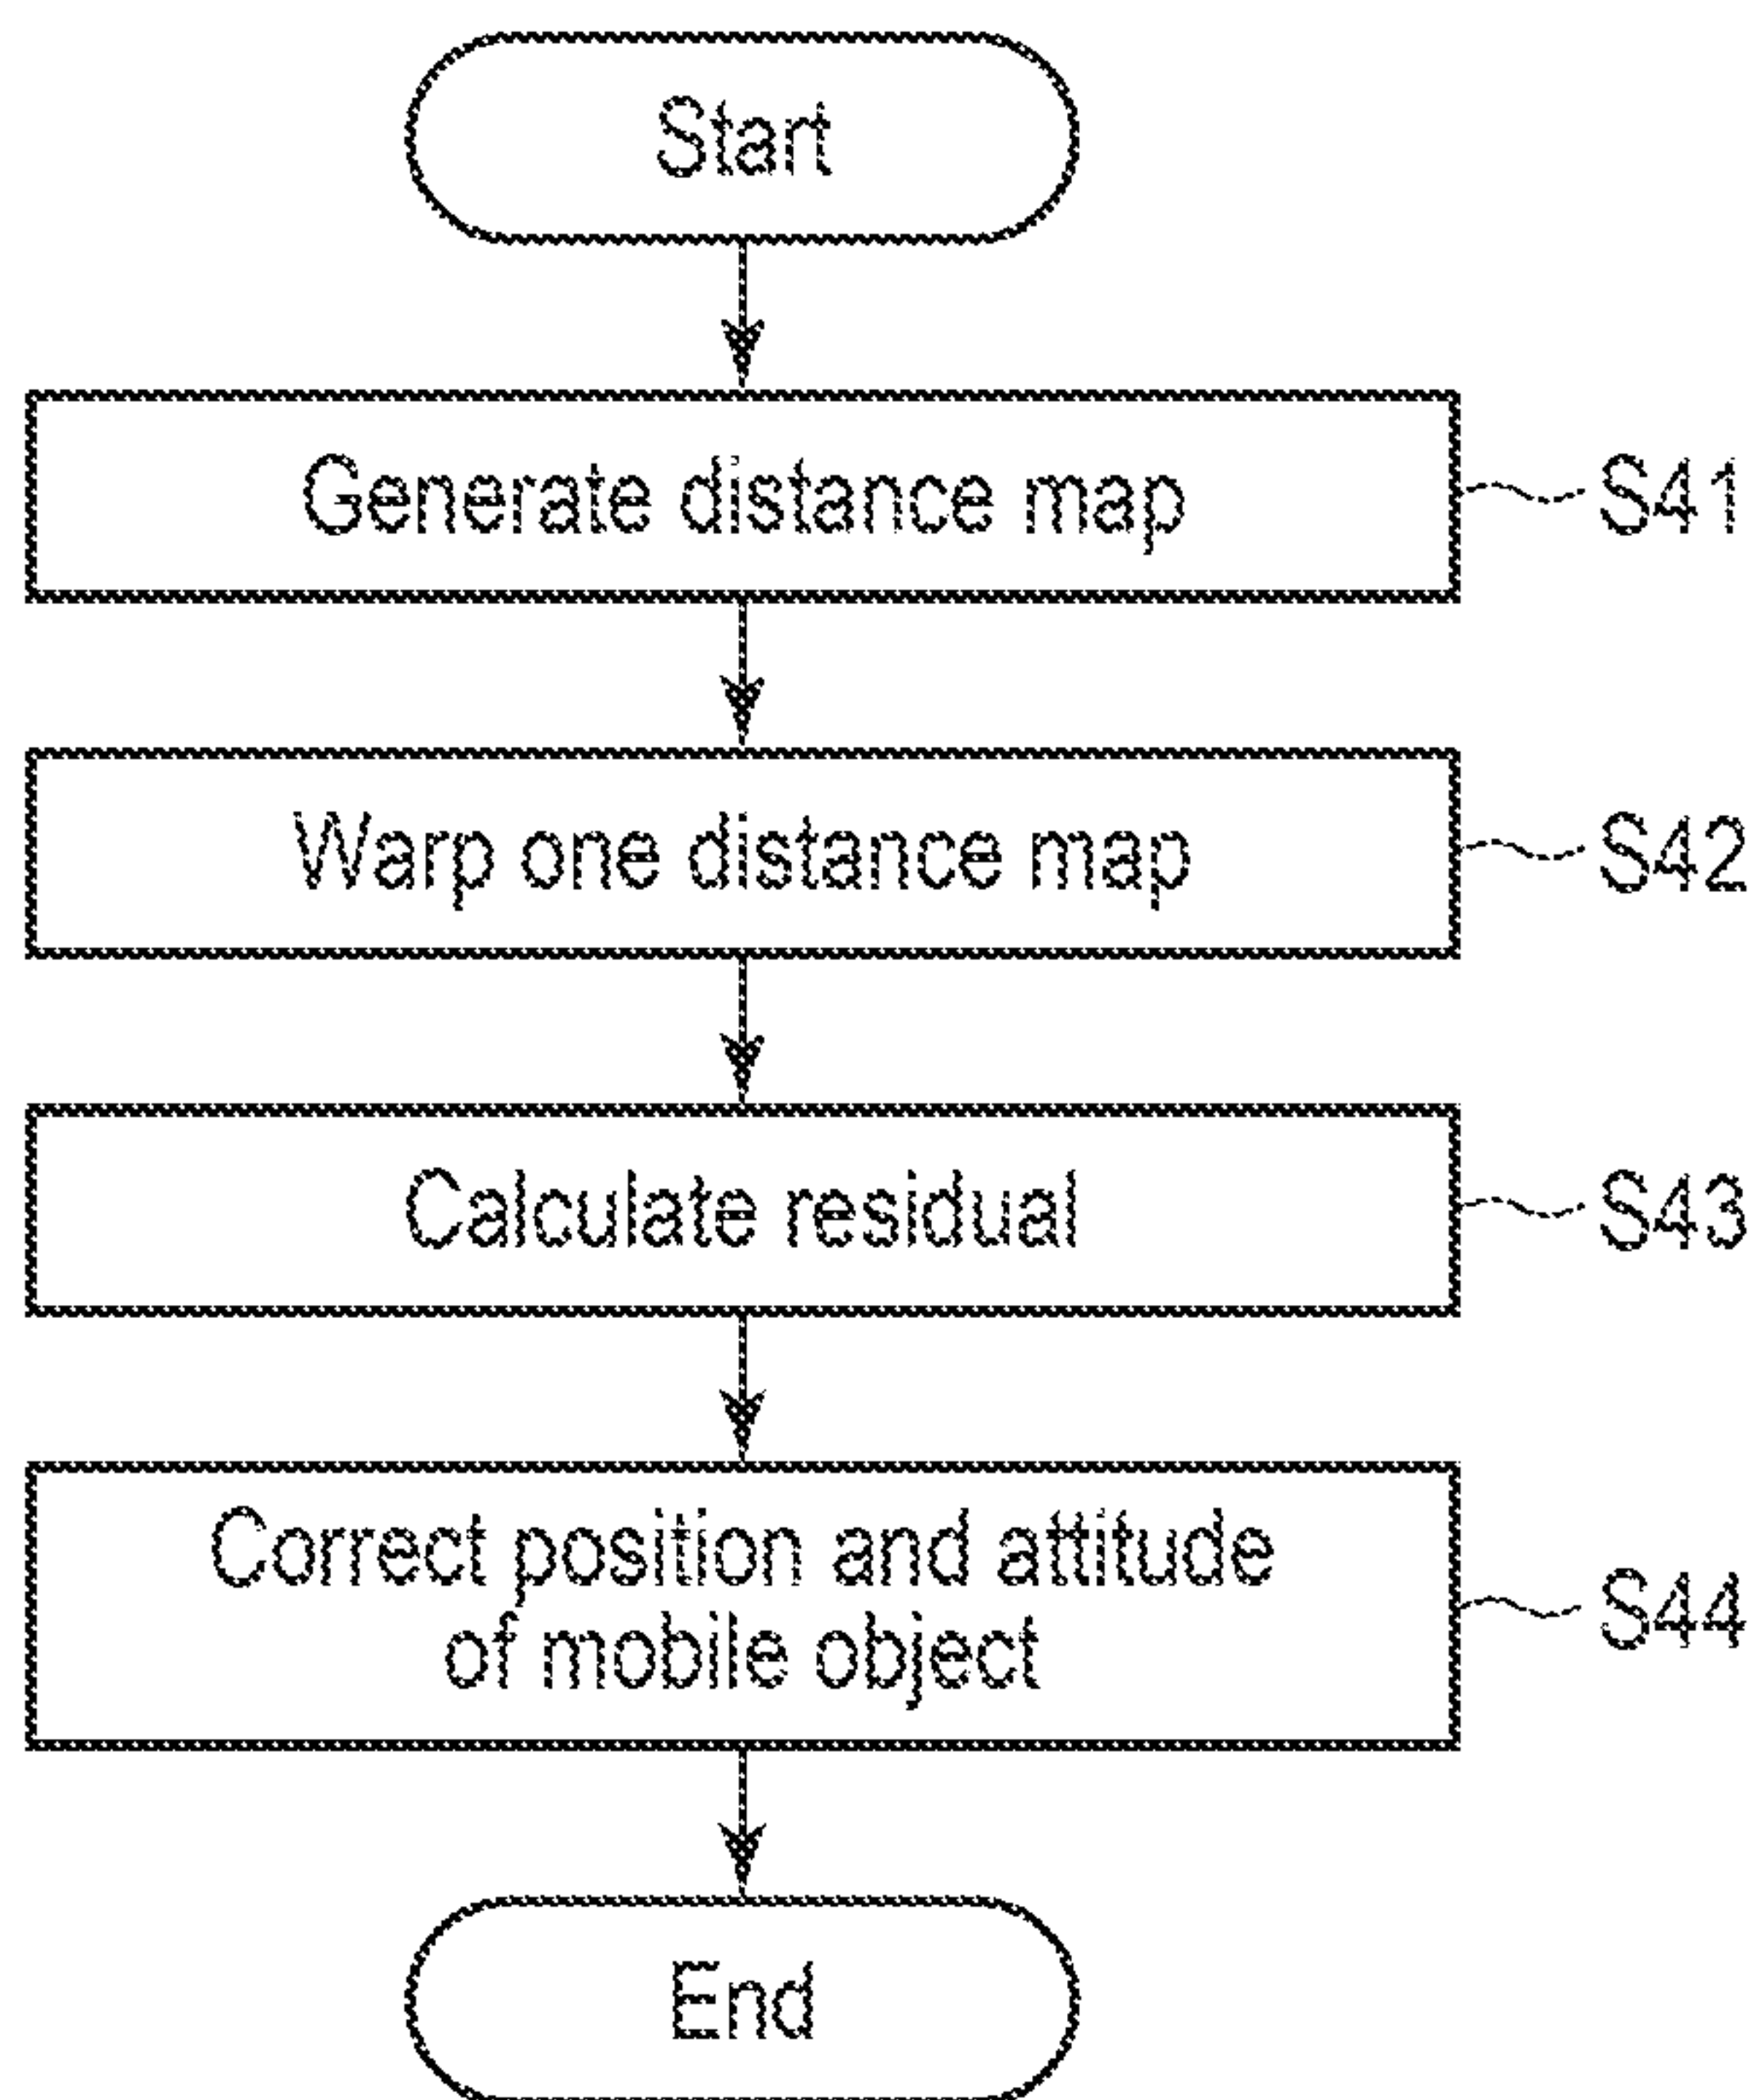 Start
Generate distance map
S41
Warp one distance map
S42
Calculate residual
S43
Correct position and attitude
of mobile object
S44
End